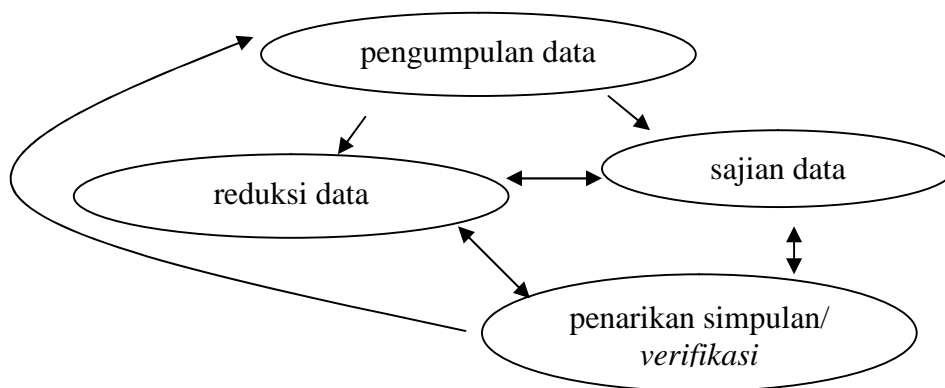 pengumpulan data
sajian data
reduksi data
penarikan simpulan/
verifikasi